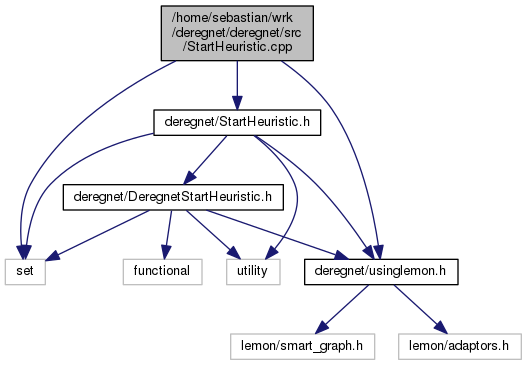 /home/sebastian/wrk
/deregnet/deregnet/src
/StartHeuristic.cpp
deregnet/StartHeuristic.h
deregnet/DeregnetStartHeuristic.h
set
functional
utility
deregnet/usinglemon.h
lemon/smart_graph.h
lemon/adaptors.h